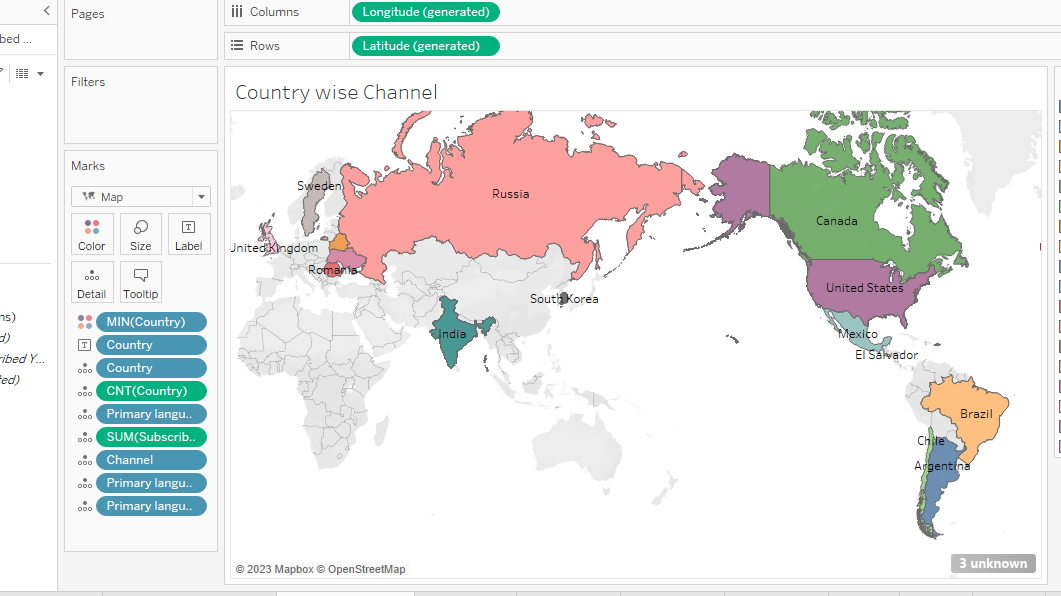 Pages
Columns
Longitude (generated)
bed ...
Rows
Latitude (generated)
Filters
Country wise Channel
Marks
Map
Color
Size
Label
Detail
Tooltip
ns)
MIN(Country)
d)
Country
ribed Y...
Country
ted)
CNT(Country)
Primary langu..
SUM(Subscrib..
Channel
Primary langu..
Primary langu..
Sweden
Russia
Canada
United Kingdom
Romania
United States
South Korea
India
Mexico
El Salvador
Brazil
Chile
Argentina
© 2023 Mapbox © OpenStreetMap
3 unknown